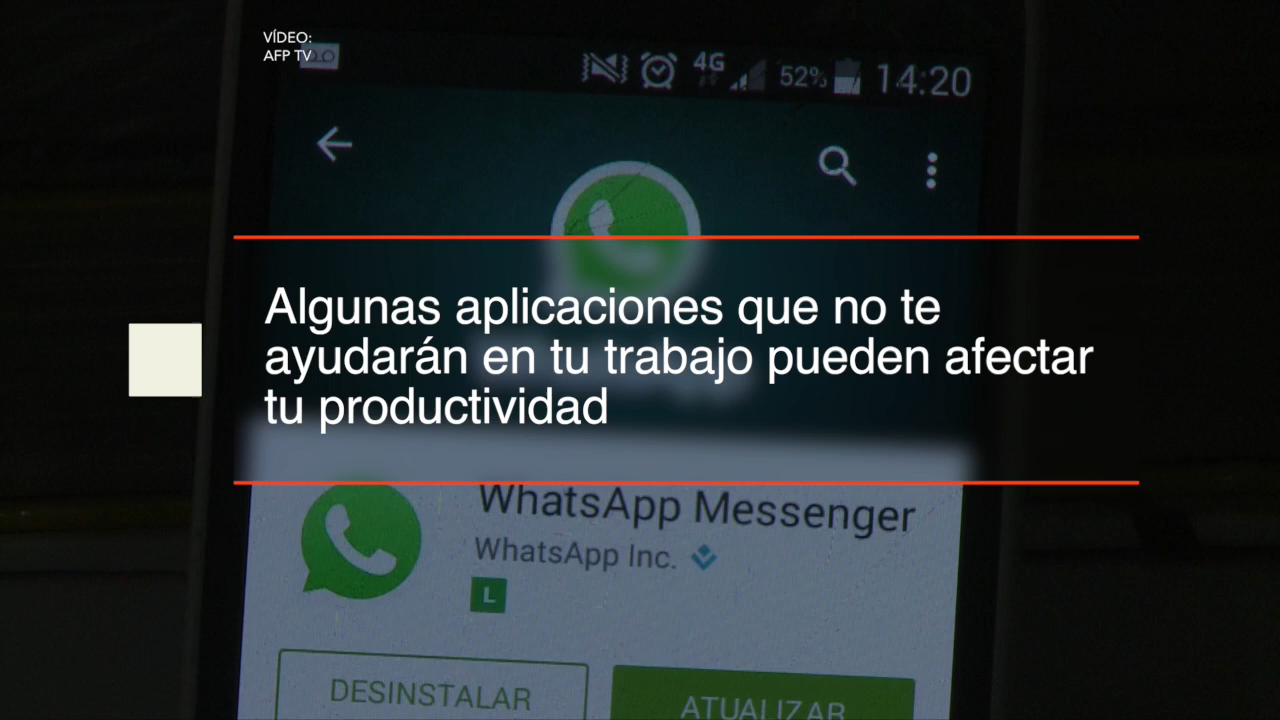 VÍDEO:
AFP TV
4G
52%
14:20
Algunas aplicaciones que no te
ayudarán en tu trabajo pueden afectar
tu productividad
WhatsApp Messenger
WhatsApp Inc.
L
DESINSTALAR
ATUALIZAR